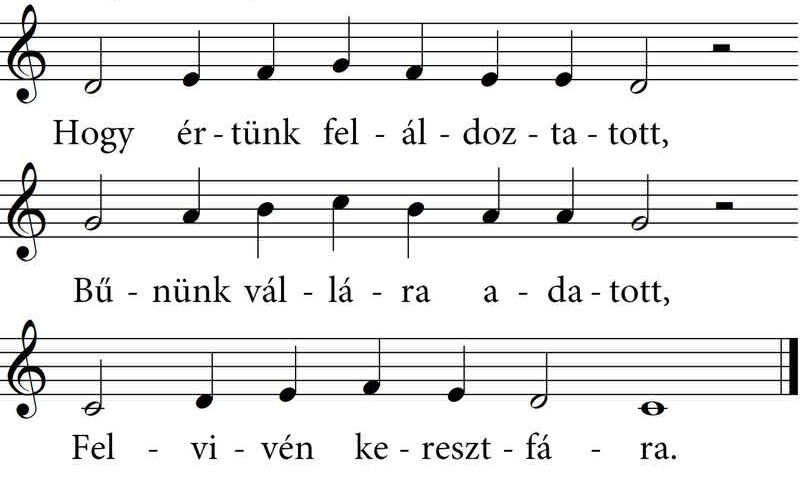 Hogy ér - tünk fel - ál - doz - ta - tott,
Bű - nünk vál - lá - ra a - da - tott,
Fel - vi - vén ke - reszt - fá - ra.